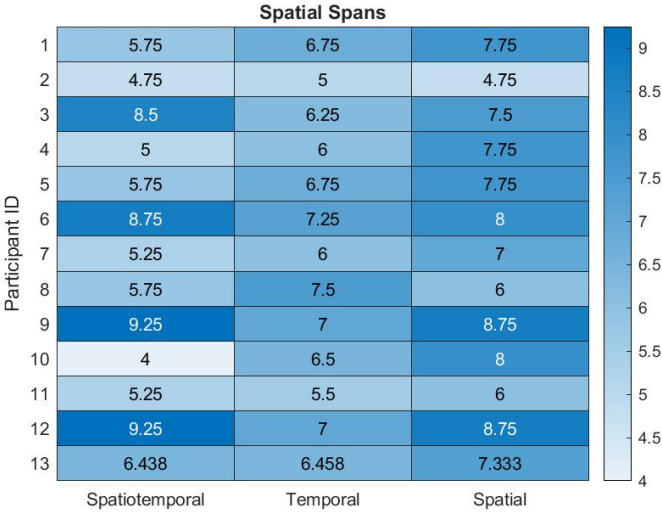 Spatial Spans
1 5.75 6.75 7.75
2 4.75 5 4.75
3 8.5 6.25 7.5
4 5 6 7.75
5 5.75 6.75 7.75
6 8.75 7.25 8
7 5.25 6 7
8 5.75 7.5 6
9 9.25 7 8.75
10 4 6.5 8
11 5.25 5.5 6
12 9.25 7 8.75
13 6.438 6.458 7.333
Spatiotemporal Temporal Spatial
Participant ID
9
8.5
8
7.5
7
6.5
6
5.5
5
4.5
4